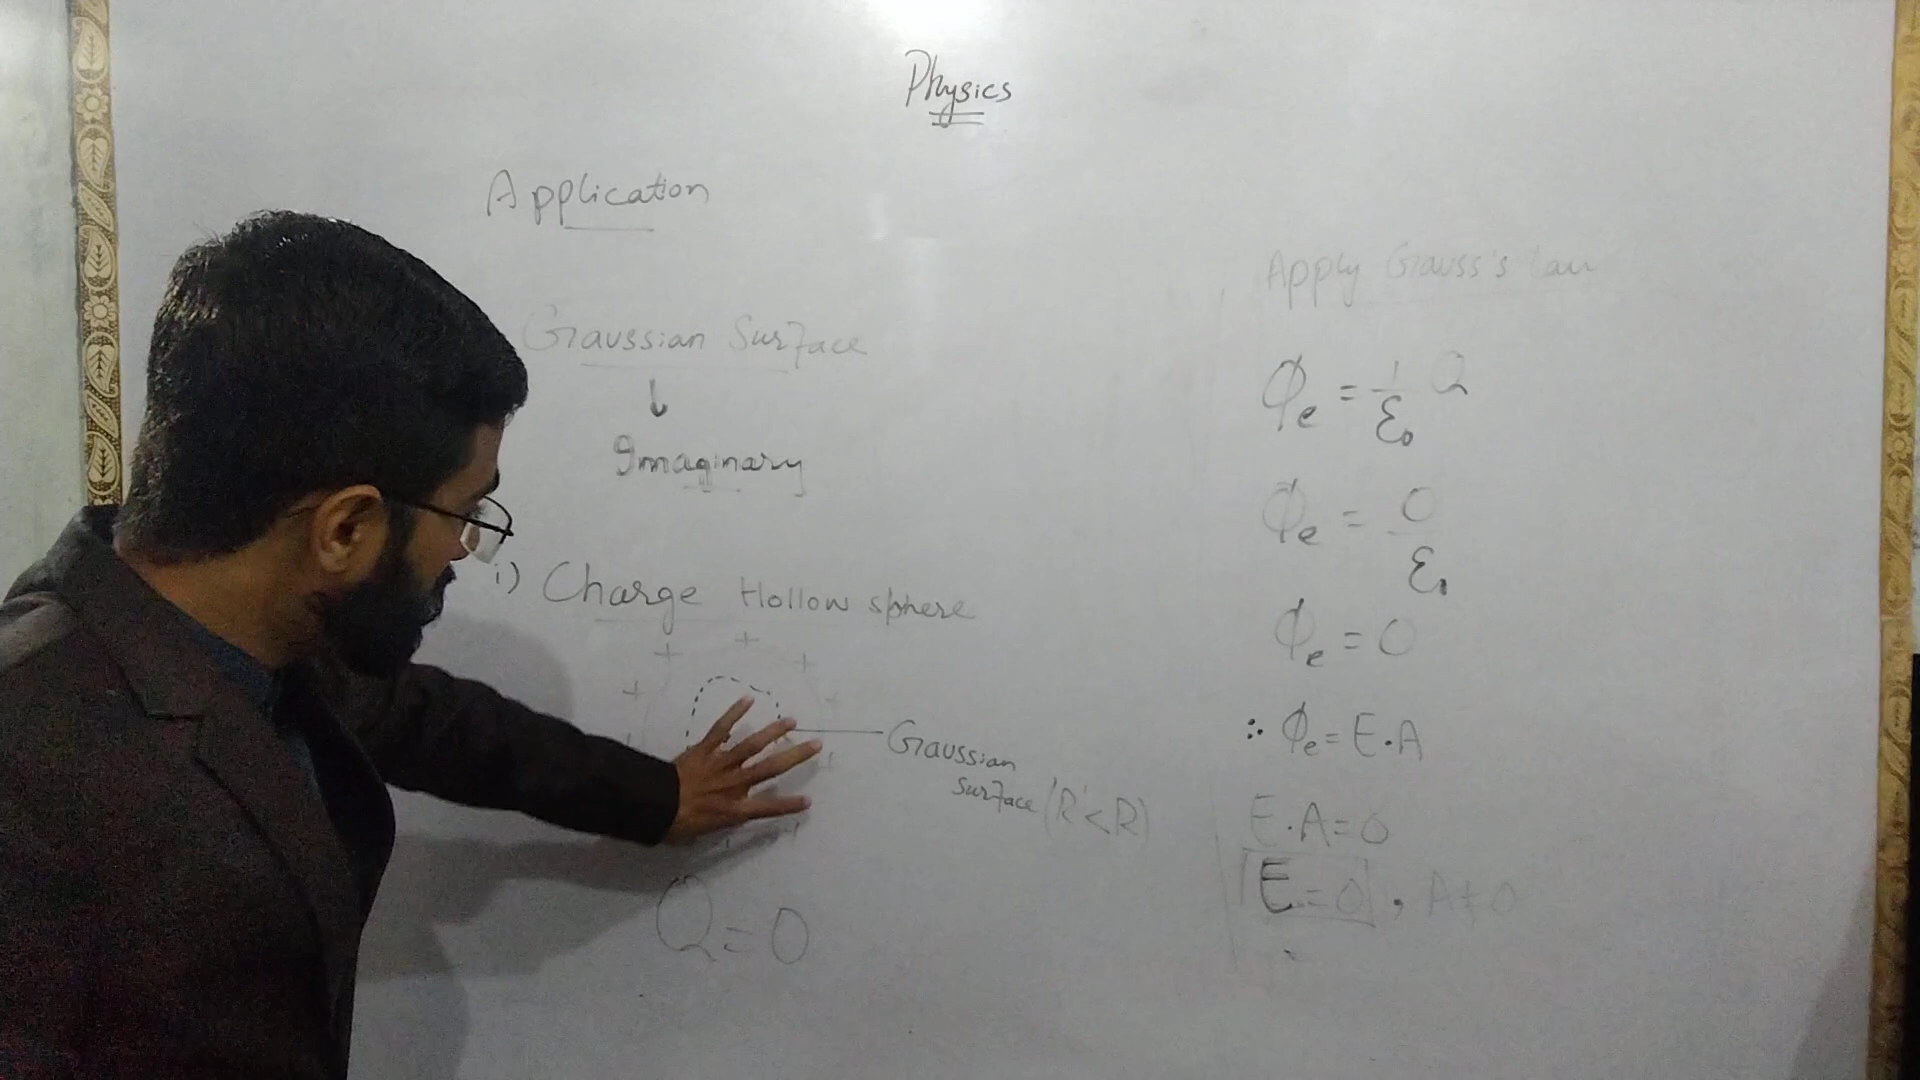 Physics
Application
Gaussian Surface
↓
Imaginary
i) Charge Hollow sphere
+ + + + +
Gaussian
surface (R'<R)
Q=0
Apply Gauss's law
Φe = 1/ε₀ Q
Φe = 0/ε₀
Φe = 0
∴ Φe = E.A
E.A=0
E=0, A≠0